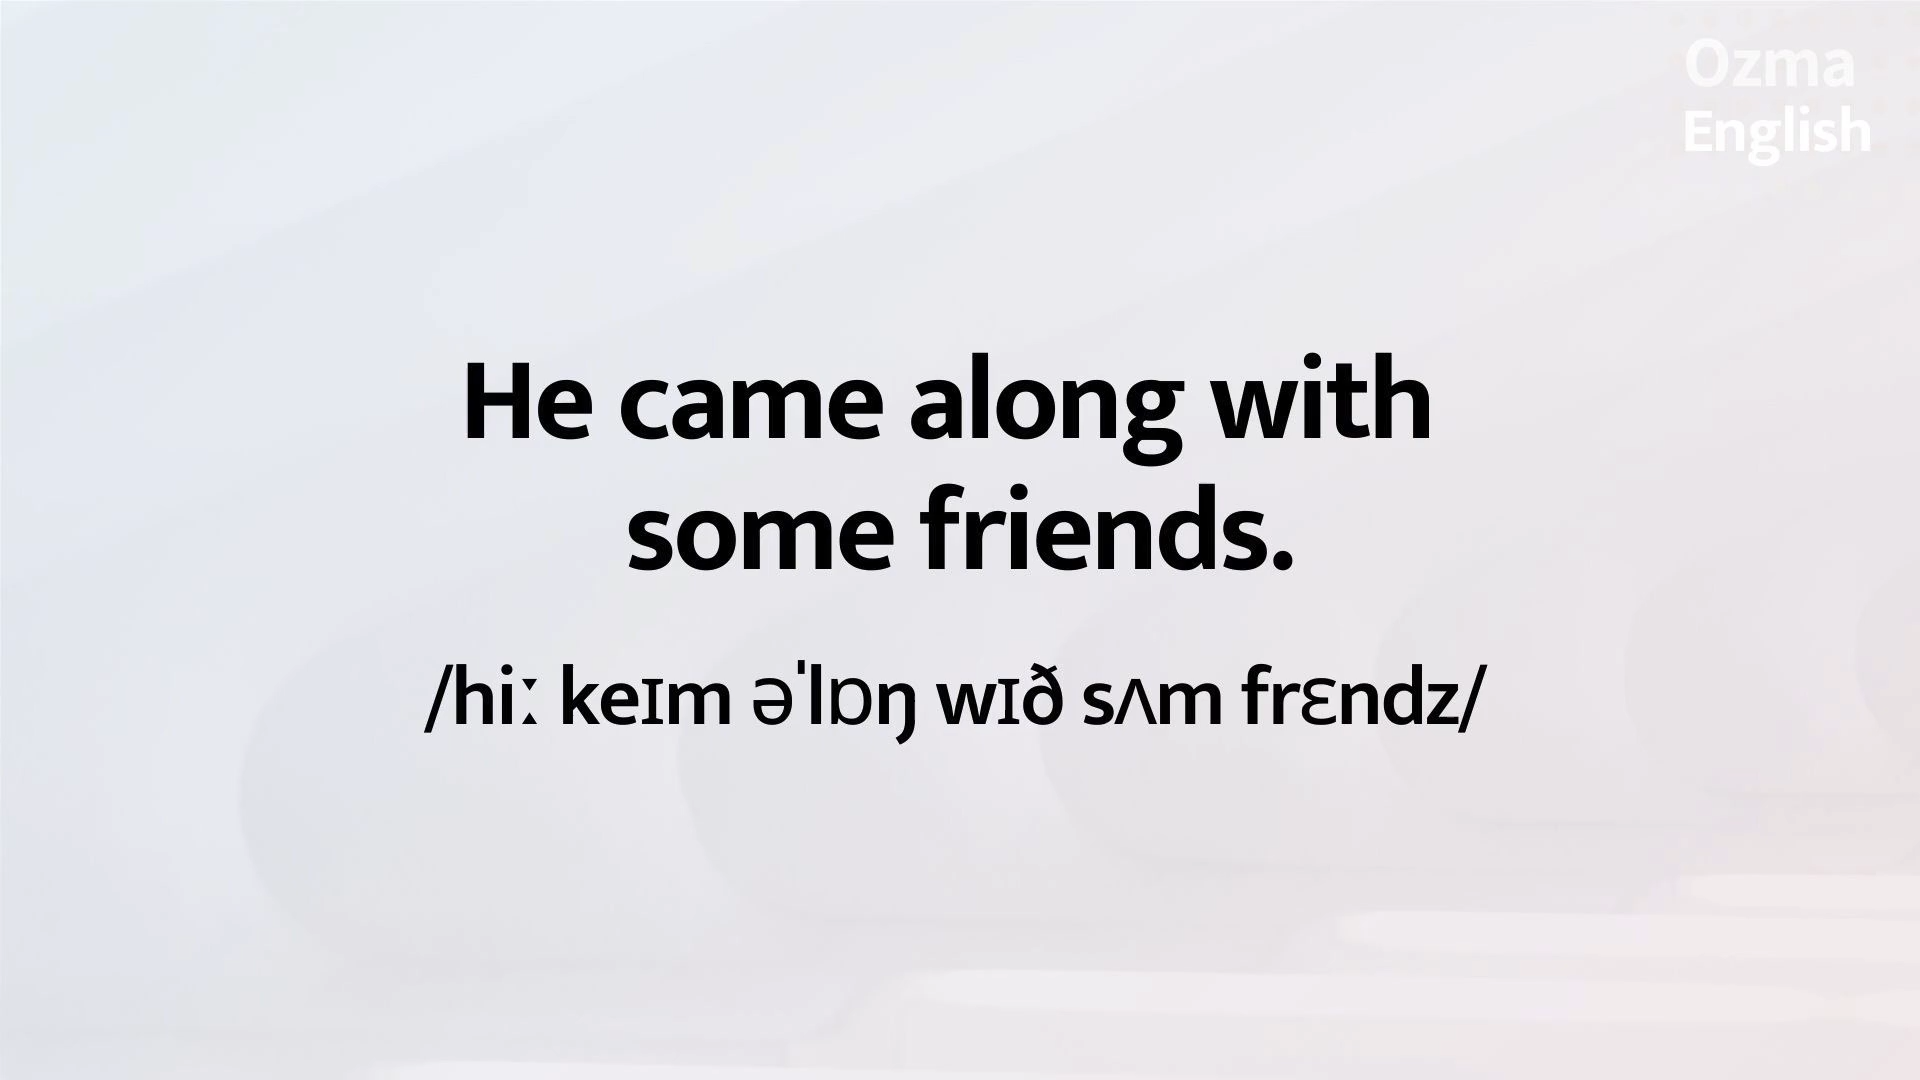 Ozma
English
He came along with
some friends.
/hiː keɪm əˈlɒŋ wɪð sʌm frɛndz/